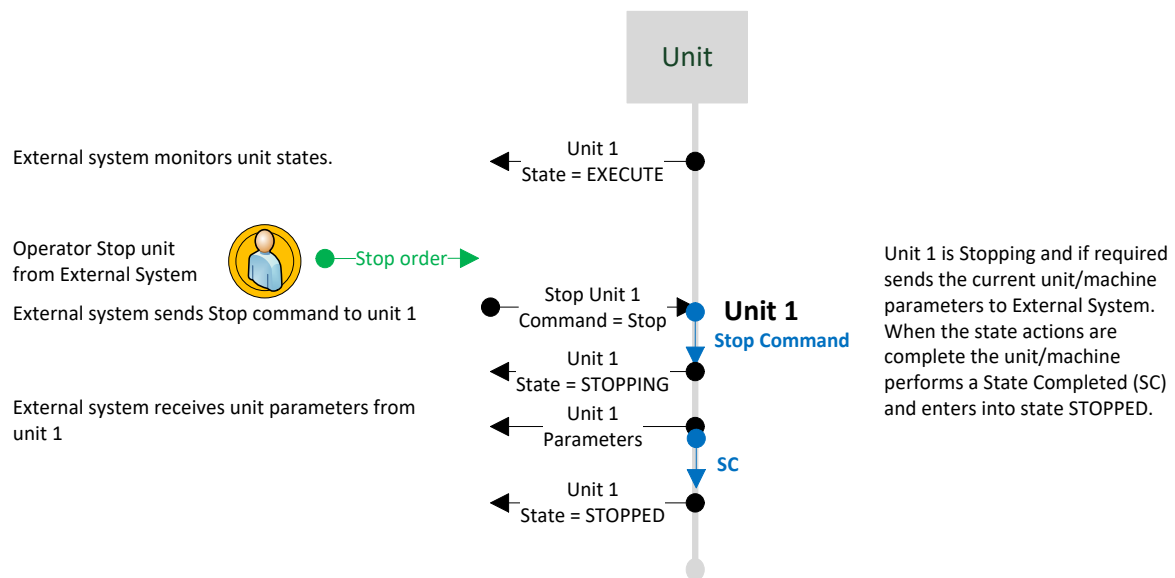 Unit
External system monitors unit states.
Unit 1
State = EXECUTE
Operator Stop unit
from External System
Stop order
External system sends Stop command to unit 1
Stop Unit 1
Command = Stop
Unit 1
Stop Command
Unit 1 is Stopping and if required
sends the current unit/machine
parameters to External System.
When the state actions are
complete the unit/machine
performs a State Completed (SC)
and enters into state STOPPED.
Unit 1
State = STOPPING
External system receives unit parameters from
unit 1
Unit 1
Parameters
SC
Unit 1
State = STOPPED